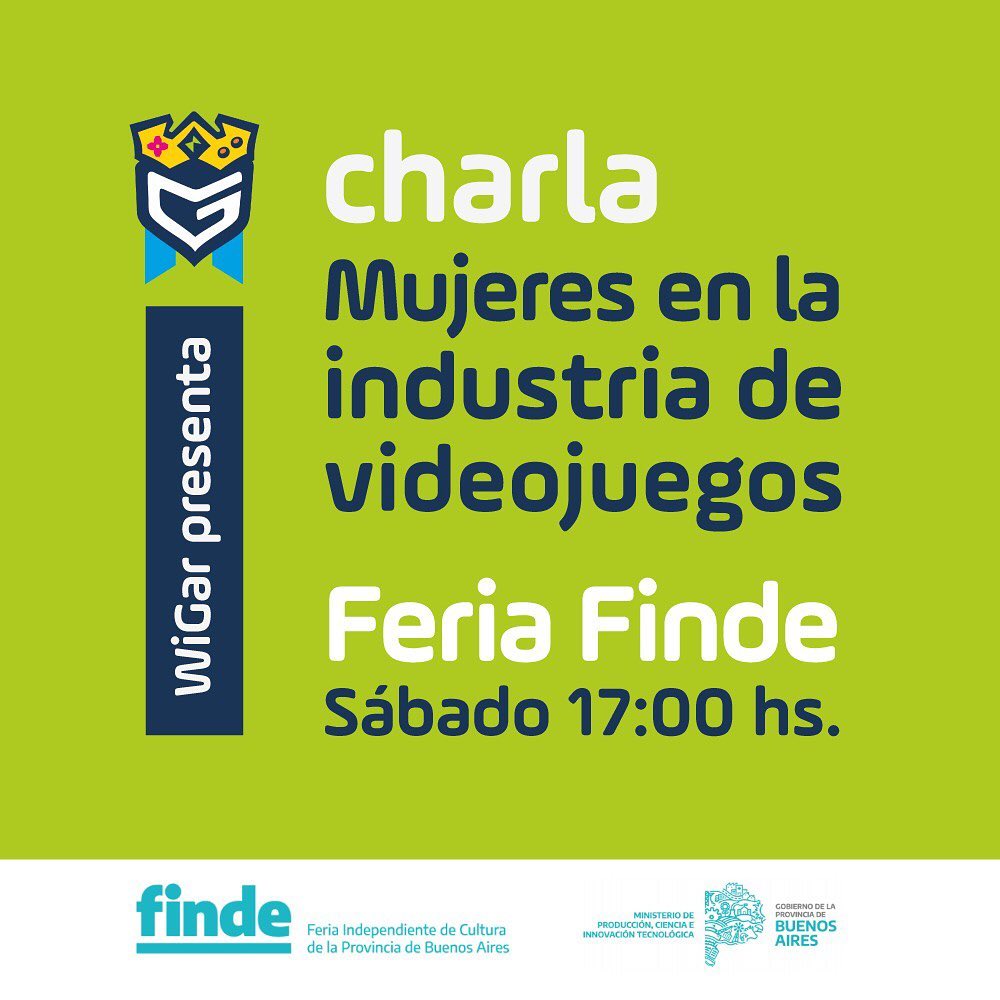 charla
Mujeres en la
industria de
videojuegos
Feria Finde
Sábado 17:00 hs.
WiGar presenta
finde
Feria Independiente de Cultura
de la Provincia de Buenos Aires
MINISTERIO DE
PRODUCCIÓN, CIENCIA E
INNOVACIÓN TECNOLÓGICA
GOBIERNO DE LA
PROVINCIA DE
BUENOS
AIRES